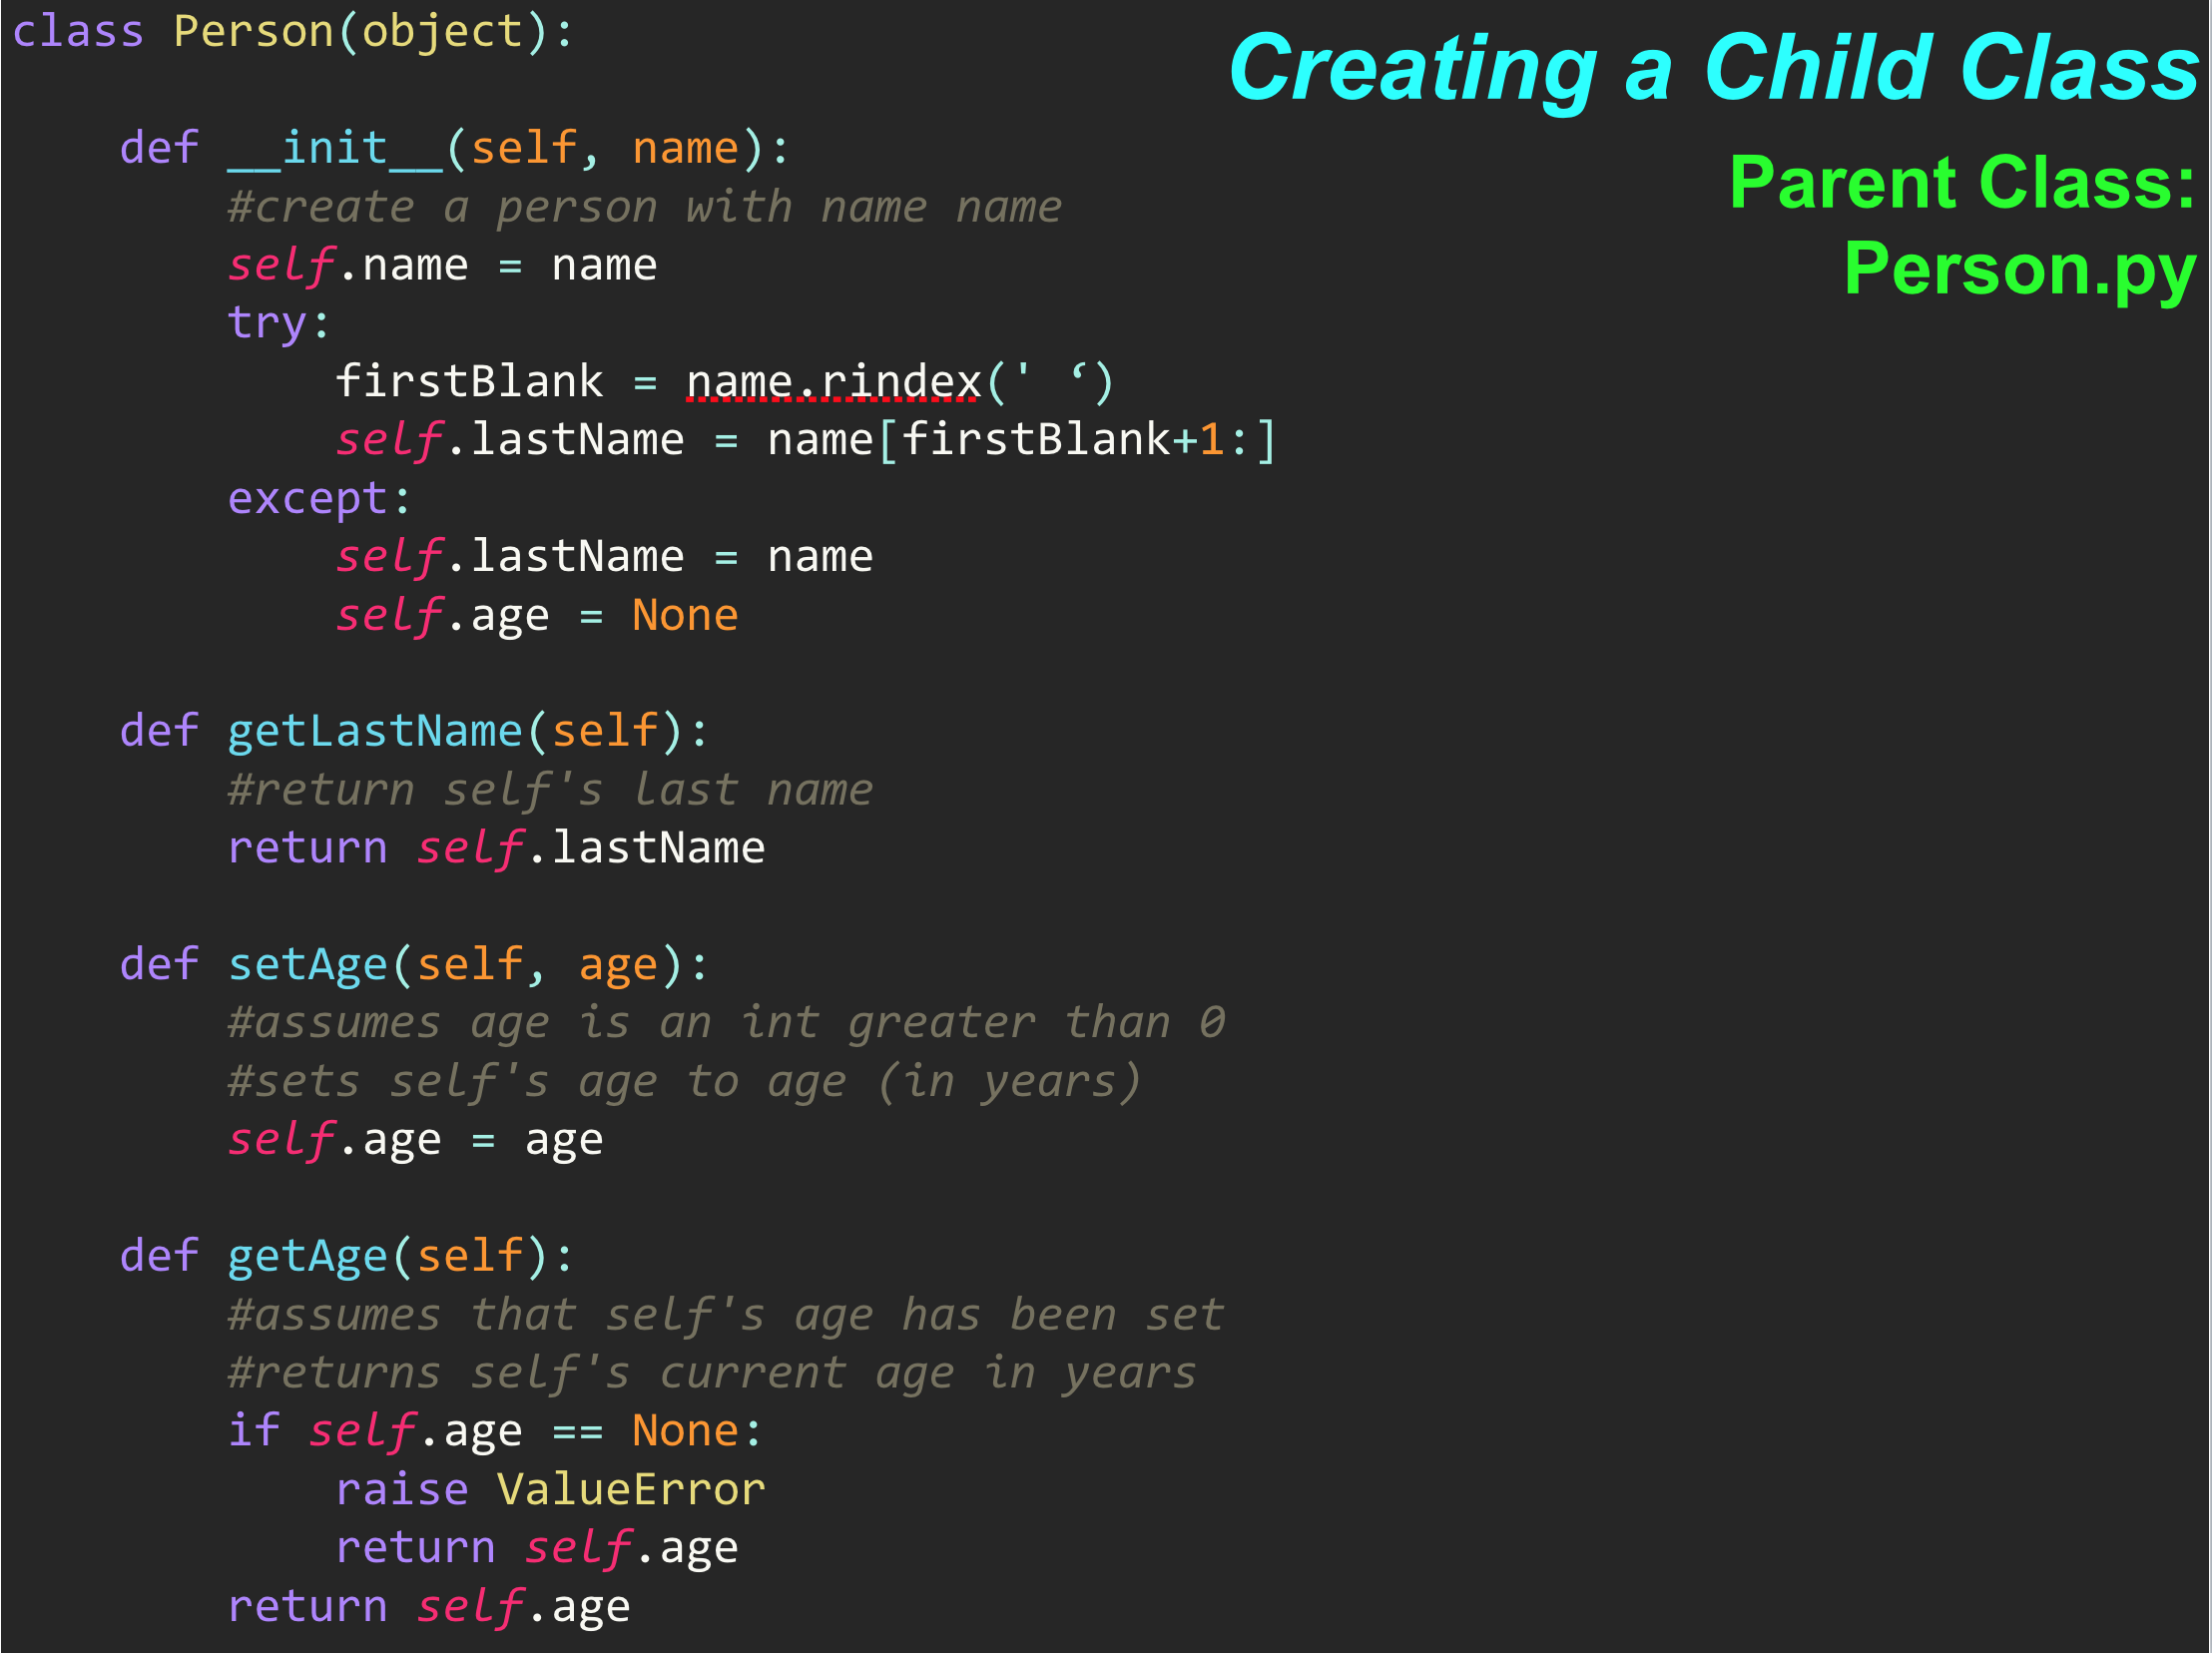 class Person(object):
Creating a Child Class
Parent Class:
Person.py
    def __init__(self, name):
        #create a person with name name
        self.name = name
        try:
            firstBlank = name.rindex(' ‘)
            self.lastName = name[firstBlank+1:]
        except:
            self.lastName = name
            self.age = None
    def getLastName(self):
        #return self's last name
        return self.lastName
    def setAge(self, age):
        #assumes age is an int greater than 0
        #sets self's age to age (in years)
        self.age = age
    def getAge(self):
        #assumes that self's age has been set
        #returns self's current age in years
        if self.age == None:
            raise ValueError
            return self.age
        return self.age